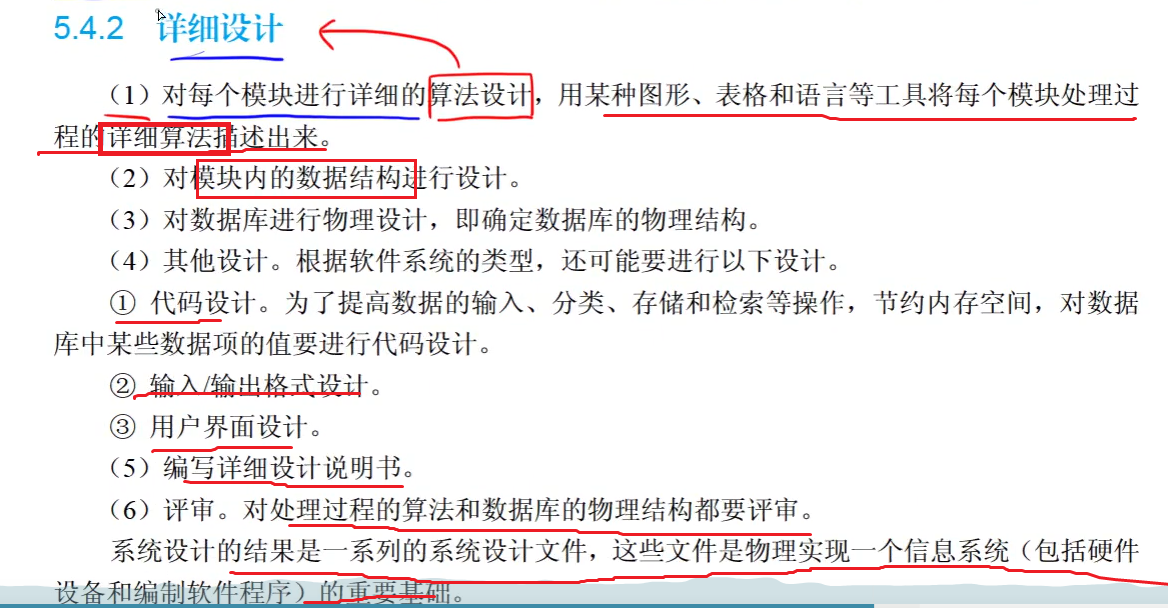 5.4.2 详细设计
（1）对每个模块进行详细的算法设计，用某种图形、表格和语言等工具将每个模块处理过
程的详细算法描述出来。
（2）对模块内的数据结构进行设计。
（3）对数据库进行物理设计，即确定数据库的物理结构。
（4）其他设计。根据软件系统的类型，还可能要进行以下设计。
① 代码设计。为了提高数据的输入、分类、存储和检索等操作，节约内存空间，对数据
库中某些数据项的值要进行代码设计。
② 输入/输出格式设计。
③ 用户界面设计。
（5）编写详细设计说明书。
（6）评审。对处理过程的算法和数据库的物理结构都要评审。
系统设计的结果是一系列的系统设计文件，这些文件是物理实现一个信息系统（包括硬件
设备和编制软件程序）的重要基础。